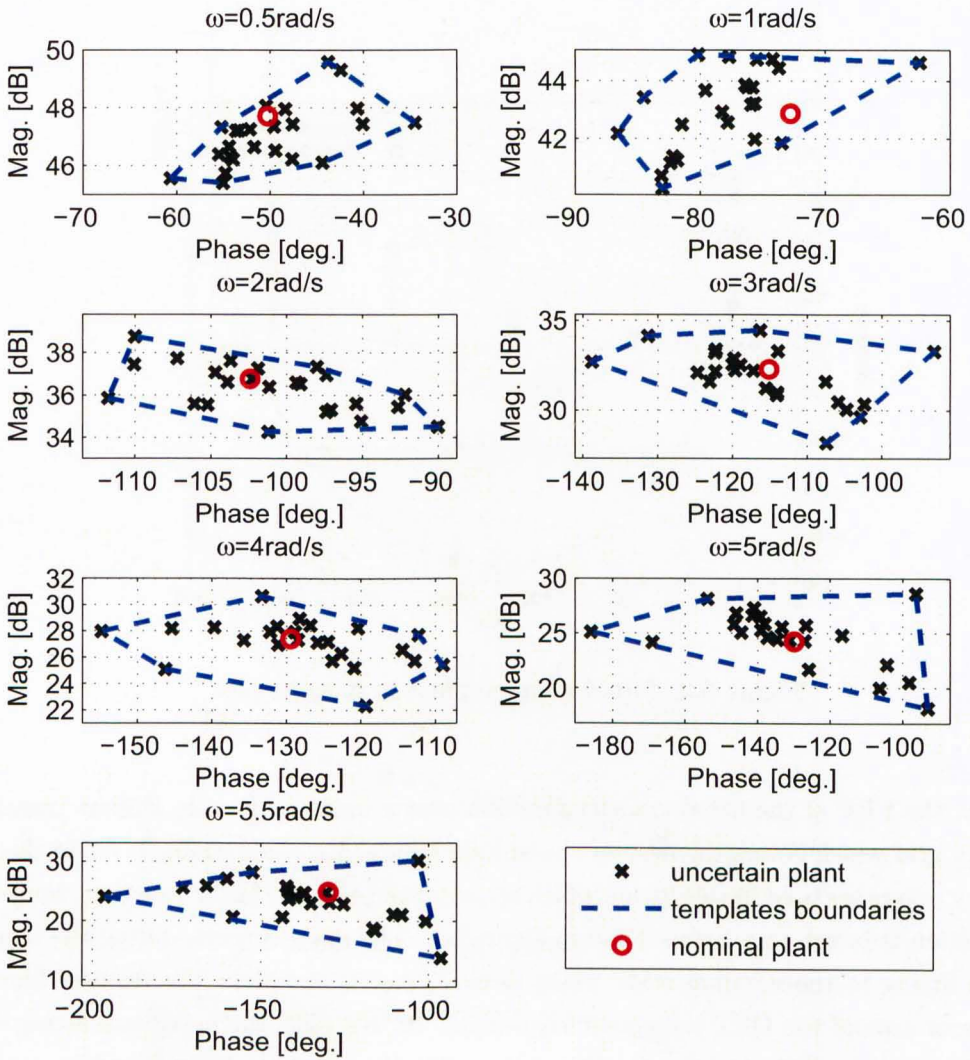 ω=0.5rad/s
Mag. [dB]
50
48
46
−70 −60 −50 −40 −30
Phase [deg.]
ω=1rad/s
Mag. [dB]
44
42
−90 −80 −70 −60
Phase [deg.]
ω=2rad/s
Mag. [dB]
38
36
34
−110 −105 −100 −95 −90
Phase [deg.]
ω=3rad/s
Mag. [dB]
35
30
−140 −120 −100
Phase [deg.]
ω=4rad/s
Mag. [dB]
32
30
28
26
24
22
−150 −140 −130 −120 −110
Phase [deg.]
ω=5rad/s
Mag. [dB]
30
25
20
−180 −160 −140 −120 −100
Phase [deg.]
ω=5.5rad/s
Mag. [dB]
30
20
10
−200 −150 −100
Phase [deg.]
uncertain plant
templates boundaries
nominal plant